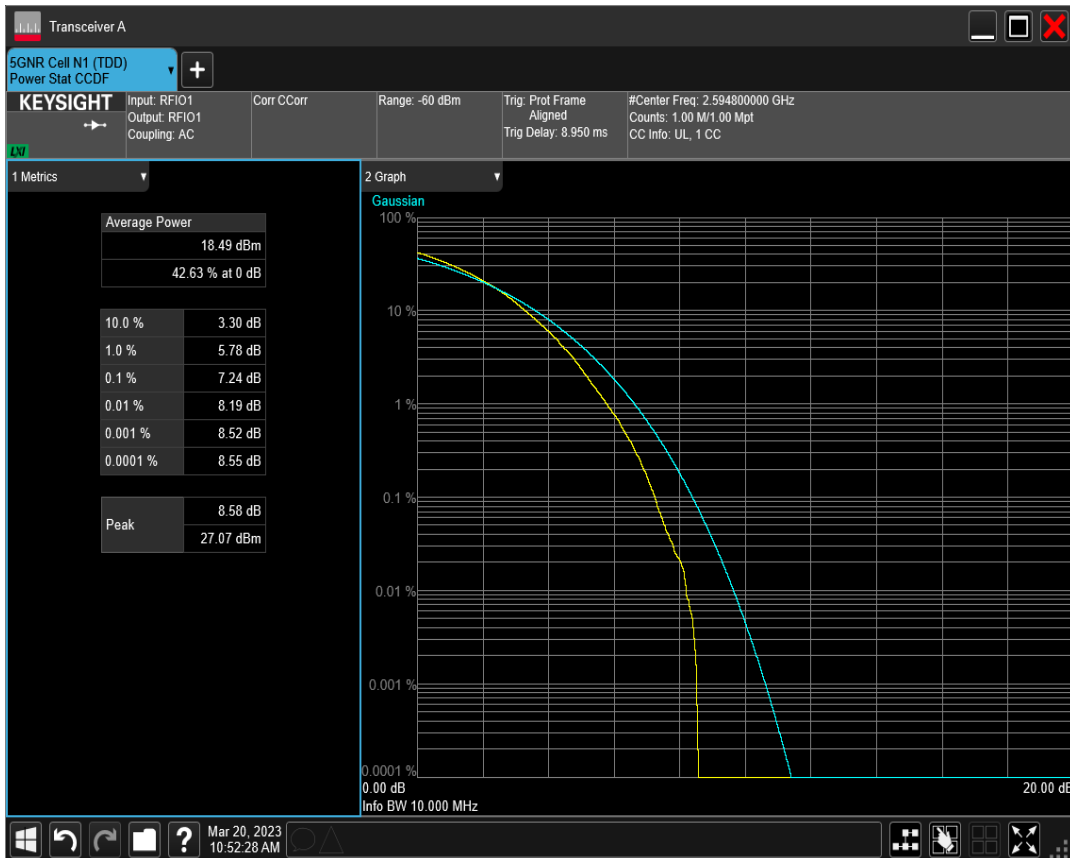 Transceiver A
5GNR Cell N1 (TDD)
Power Stat CCDF
+
KEYSIGHT
LXI
Input: RFIO1
Output: RFIO1
Coupling: AC
Corr CCorr
Range: -60 dBm
Trig: Prot Frame
Aligned
Trig Delay: 8.950 ms
#Center Freq: 2.594800000 GHz
Counts: 1.00 M/1.00 Mpt
CC Info: UL, 1 CC
1 Metrics
Average Power
18.49 dBm
42.63 % at 0 dB
10.0 % 3.30 dB
1.0 % 5.78 dB
0.1 % 7.24 dB
0.01 % 8.19 dB
0.001 % 8.52 dB
0.0001 % 8.55 dB
Peak
8.58 dB
27.07 dBm
2 Graph
Gaussian
100 %
10 %
1 %
0.1 %
0.01 %
0.001 %
0.0001 %
0.00 dB 20.00 dB
Info BW 10.000 MHz
?
Mar 20, 2023
10:52:28 AM